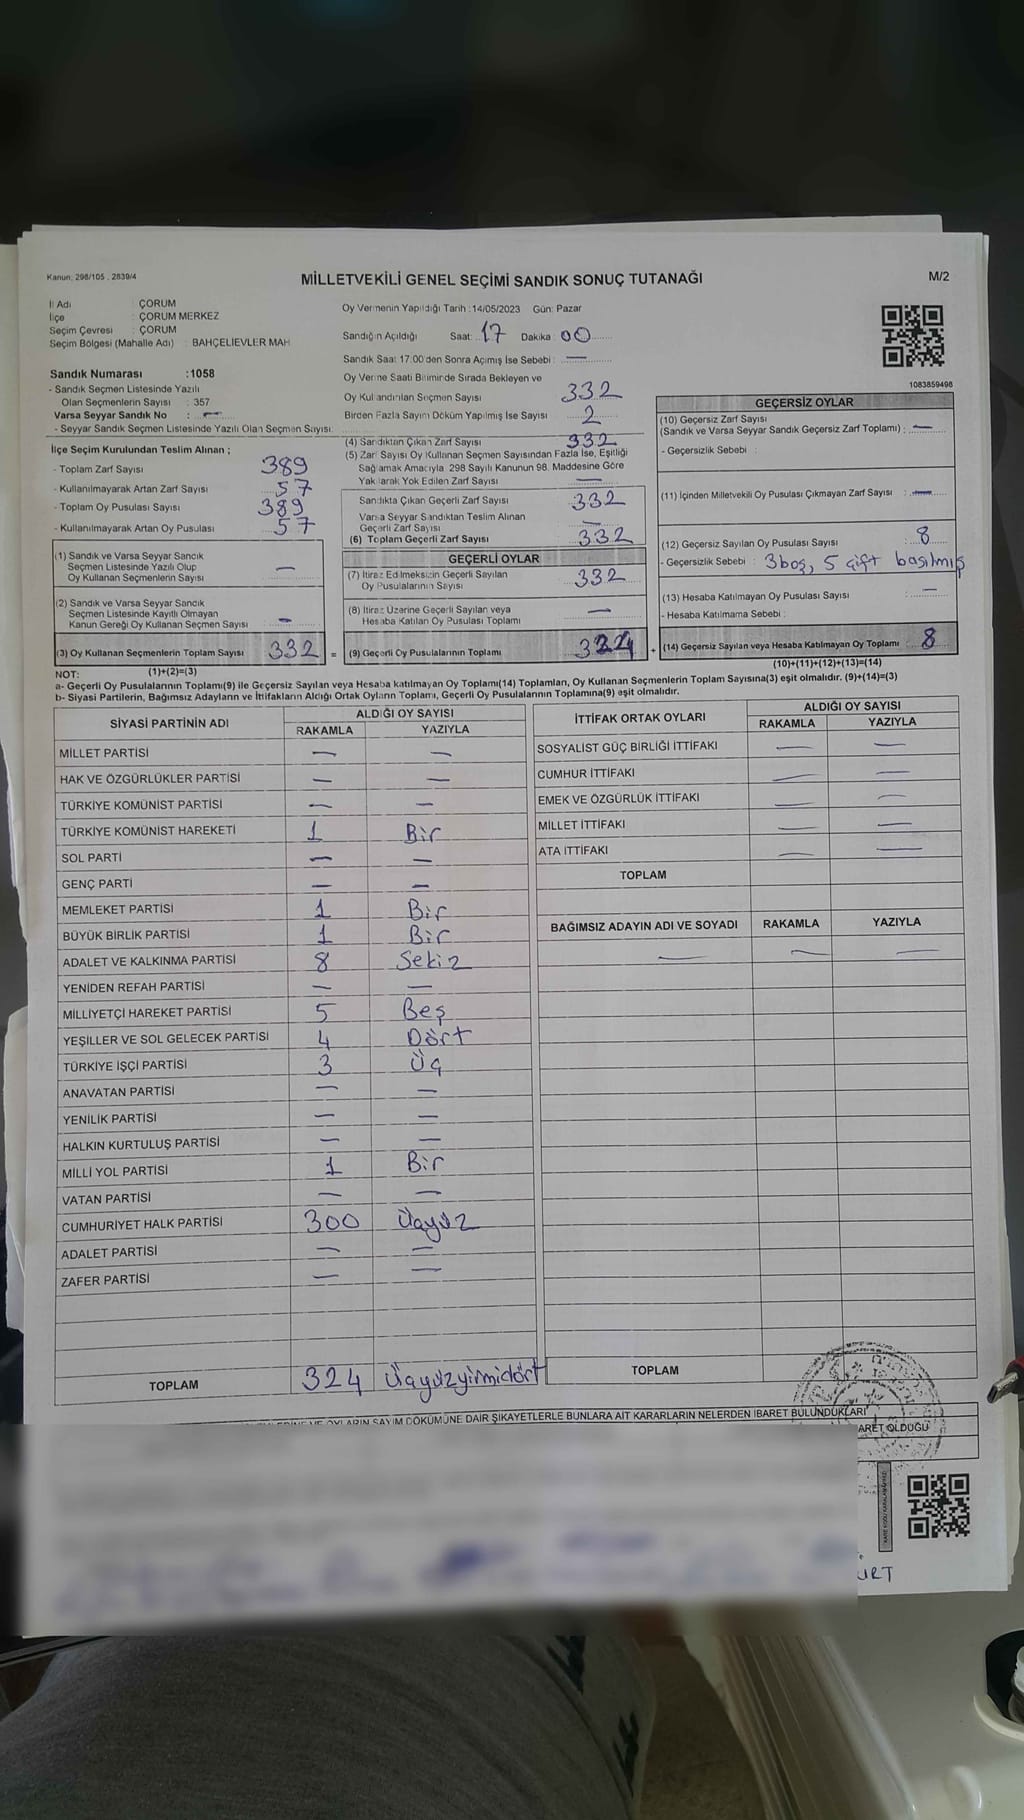 Kanun: 298/105 , 2839/4
MİLLETVEKİLİ GENEL SEÇİMİ SANDIK SONUÇ TUTANAĞI
M/2
İl Adı : ÇORUM
İlçe : ÇORUM MERKEZ
Seçim Çevresi : ÇORUM
Seçim Bölgesi (Mahalle Adı) : BAHÇELİEVLER MAH
Sandık Numarası :1058
- Sandık Seçmen Listesinde Yazılı
Olan Seçmenlerin Sayısı : 357
Varsa Seyyar Sandık No : —
- Seyyar Sandık Seçmen Listesinde Yazılı Olan Seçmen Sayısı:
Oy Vermenin Yapıldığı Tarih :14/05/2023 Gün: Pazar
Sandığın Açıldığı Saat: 17 Dakika : 00
Sandık Saat 17:00'den Sonra Açılmış İse Sebebi : —
Oy Verme Saati Bitiminde Sırada Bekleyen ve
Oy Kullandırılan Seçmen Sayısı 332
Birden Fazla Sayım Döküm Yapılmış İse Sayısı 2
1083859498
İlçe Seçim Kurulundan Teslim Alınan ;
- Toplam Zarf Sayısı 389
- Kullanılmayarak Artan Zarf Sayısı 57
- Toplam Oy Pusulası Sayısı 389
- Kullanılmayarak Artan Oy Pusulası 57
(1) Sandık ve Varsa Seyyar Sandık
Seçmen Listesinde Yazılı Olup
Oy Kullanan Seçmenlerin Sayısı —
(2) Sandık ve Varsa Seyyar Sandık
Seçmen Listesinde Kayıtlı Olmayan
Kanun Gereği Oy Kullanan Seçmen Sayısı —
(3) Oy Kullanan Seçmenlerin Toplam Sayısı 332 =
(1)+(2)=(3)
(4) Sandıktan Çıkan Zarf Sayısı 332
(5) Zarf Sayısı Oy Kullanan Seçmen Sayısından Fazla İse, Eşitliği
Sağlamak Amacıyla 298 Sayılı Kanunun 98. Maddesine Göre
Yakılarak Yok Edilen Zarf Sayısı —
Sandıkta Çıkan Geçerli Zarf Sayısı 332
Varsa Seyyar Sandıktan Teslim Alınan
Geçerli Zarf Sayısı —
(6) Toplam Geçerli Zarf Sayısı 332
GEÇERLİ OYLAR
(7) İtiraz Edilmeksizin Geçerli Sayılan
Oy Pusulalarının Sayısı 332
(8) İtiraz Üzerine Geçerli Sayılan veya
Hesaba Katılan Oy Pusulası Toplamı —
(9) Geçerli Oy Pusulalarının Toplamı 324 +
GEÇERSİZ OYLAR
(10) Geçersiz Zarf Sayısı
(Sandık ve Varsa Seyyar Sandık Geçersiz Zarf Toplamı) : —
- Geçersizlik Sebebi :
(11) İçinden Milletvekili Oy Pusulası Çıkmayan Zarf Sayısı : —
(12) Geçersiz Sayılan Oy Pusulası Sayısı : 8
- Geçersizlik Sebebi : 3boş, 5 çift basılmış
(13) Hesaba Katılmayan Oy Pusulası Sayısı : —
- Hesaba Katılmama Sebebi :
(14) Geçersiz Sayılan veya Hesaba Katılmayan Oy Toplamı : 8
(10)+(11)+(12)+(13)=(14)
NOT:
a- Geçerli Oy Pusulalarının Toplamı(9) ile Geçersiz Sayılan veya Hesaba katılmayan Oy Toplamı(14) Toplamları, Oy Kullanan Seçmenlerin Toplam Sayısına(3) eşit olmalıdır. (9)+(14)=(3)
b- Siyasi Partilerin, Bağımsız Adayların ve İttifakların Aldığı Ortak Oyların Toplamı, Geçerli Oy Pusulalarının Toplamına(9) eşit olmalıdır.
SİYASİ PARTİNİN ADI ALDIĞI OY SAYISI
RAKAMLA YAZIYLA
MİLLET PARTİSİ — —
HAK VE ÖZGÜRLÜKLER PARTİSİ — —
TÜRKİYE KOMÜNİST PARTİSİ — —
TÜRKİYE KOMÜNİST HAREKETİ 1 Bir
SOL PARTİ — —
GENÇ PARTİ — —
MEMLEKET PARTİSİ 1 Bir
BÜYÜK BİRLİK PARTİSİ 1 Bir
ADALET VE KALKINMA PARTİSİ 8 Sekiz
YENİDEN REFAH PARTİSİ — —
MİLLİYETÇİ HAREKET PARTİSİ 5 Beş
YEŞİLLER VE SOL GELECEK PARTİSİ 4 Dört
TÜRKİYE İŞÇİ PARTİSİ 3 Üç
ANAVATAN PARTİSİ — —
YENİLİK PARTİSİ — —
HALKIN KURTULUŞ PARTİSİ — —
MİLLİ YOL PARTİSİ 1 Bir
VATAN PARTİSİ — —
CUMHURİYET HALK PARTİSİ 300 Üçyüz
ADALET PARTİSİ — —
ZAFER PARTİSİ — —
TOPLAM 324 Üçyüzyirmidört
İTTİFAK ORTAK OYLARI ALDIĞI OY SAYISI
RAKAMLA YAZIYLA
SOSYALİST GÜÇ BİRLİĞİ İTTİFAKI — —
CUMHUR İTTİFAKI — —
EMEK VE ÖZGÜRLÜK İTTİFAKI — —
MİLLET İTTİFAKI — —
ATA İTTİFAKI — —
TOPLAM
BAĞIMSIZ ADAYIN ADI VE SOYADI RAKAMLA YAZIYLA
— — —
TOPLAM
VE OYLARIN SAYIM DÖKÜMÜNE DAİR ŞİKAYETLERLE BUNLARA AİT KARARLARIN NELERDEN İBARET BULUNDUKLARI
ARET OLDUĞU
URT